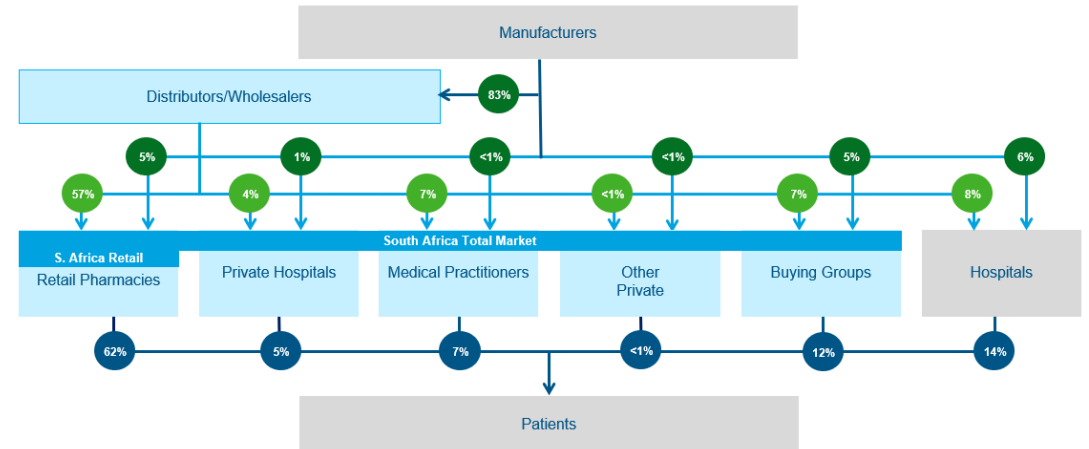 Manufacturers
Distributors/Wholesalers
83%
5%
1%
<1%
<1%
5%
6%
57%
4%
7%
<1%
7%
8%
South Africa Total Market
S. Africa Retail
Retail Pharmacies
Private Hospitals
Medical Practitioners
Other
Private
Buying Groups
Hospitals
62%
5%
7%
<1%
12%
14%
Patients